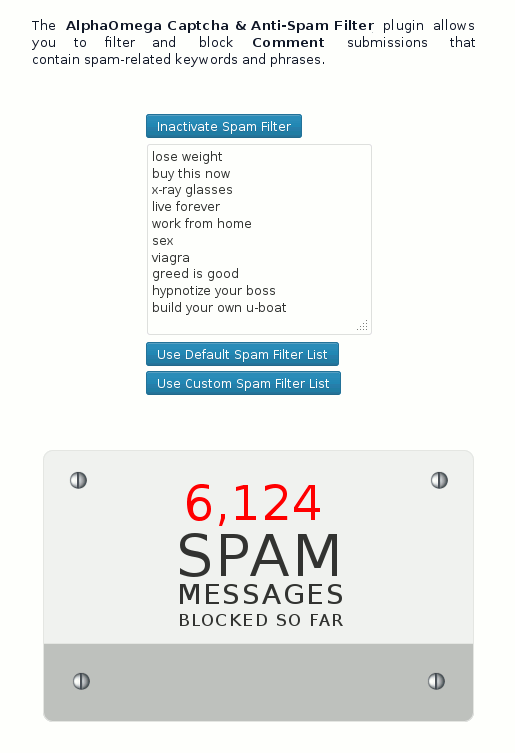 The AlphaOmega Captcha & Anti-Spam Filter plugin allows
you to filter and block Comment submissions that
contain spam-related keywords and phrases.
Inactivate Spam Filter
lose weight
buy this now
x-ray glasses
live forever
work from home
sex
viagra
greed is good
hypnotize your boss
build your own u-boat
Use Default Spam Filter List
Use Custom Spam Filter List
6,124
SPAM
MESSAGES
BLOCKED SO FAR